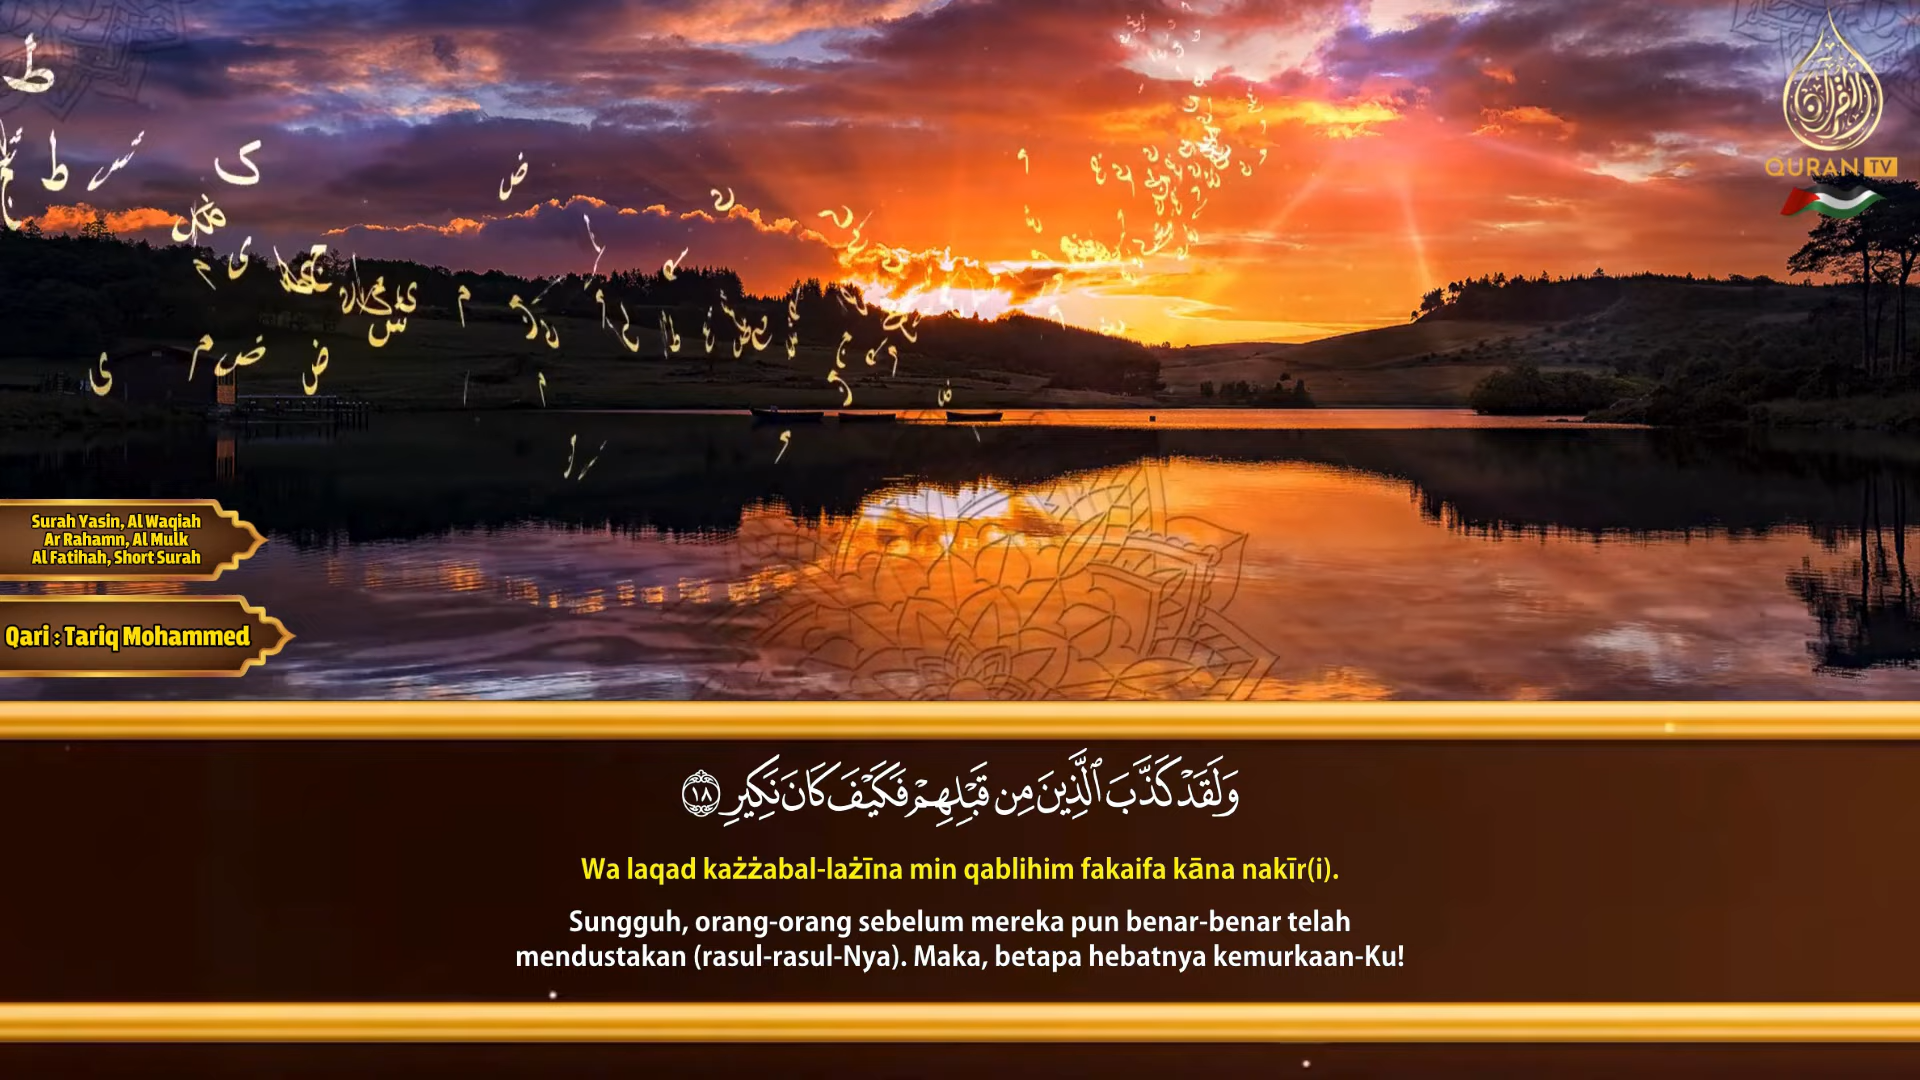 القرآن
QURAN TV
Surah Yasin, Al Waqiah
Ar Rahamn, Al Mulk
Al Fatihah, Short Surah
Qari : Tariq Mohammed
وَلَقَدْ كَذَّبَ ٱلَّذِينَ مِن قَبْلِهِمْ فَكَيْفَ كَانَ نَكِيرِ ١٨
Wa laqad każżabal-lażīna min qablihim fakaifa kāna nakīr(i).
Sungguh, orang-orang sebelum mereka pun benar-benar telah
mendustakan (rasul-rasul-Nya). Maka, betapa hebatnya kemurkaan-Ku!